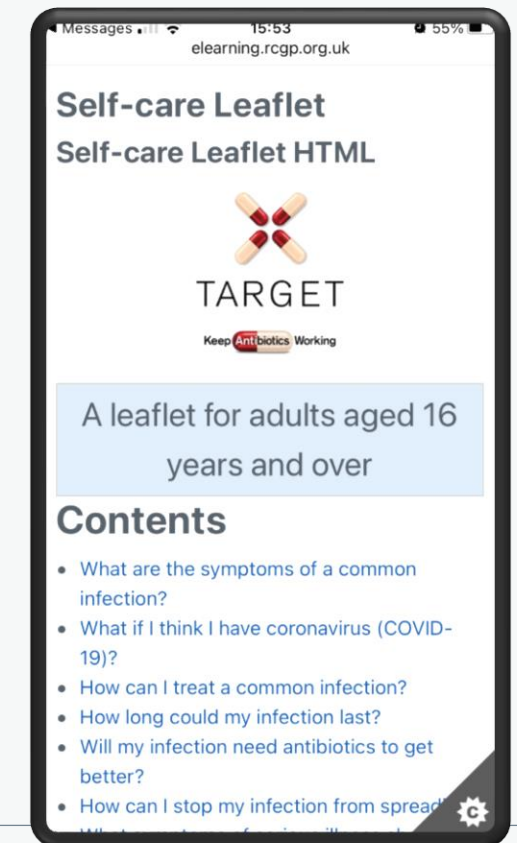 Messages
15:53
55%
elearning.rcgp.org.uk
Self-care Leaflet
Self-care Leaflet HTML
TARGET
Keep Antibiotics Working
A leaflet for adults aged 16
years and over
Contents
• What are the symptoms of a common
infection?
• What if I think I have coronavirus (COVID-
19)?
• How can I treat a common infection?
• How long could my infection last?
• Will my infection need antibiotics to get
better?
• How can I stop my infection from spread